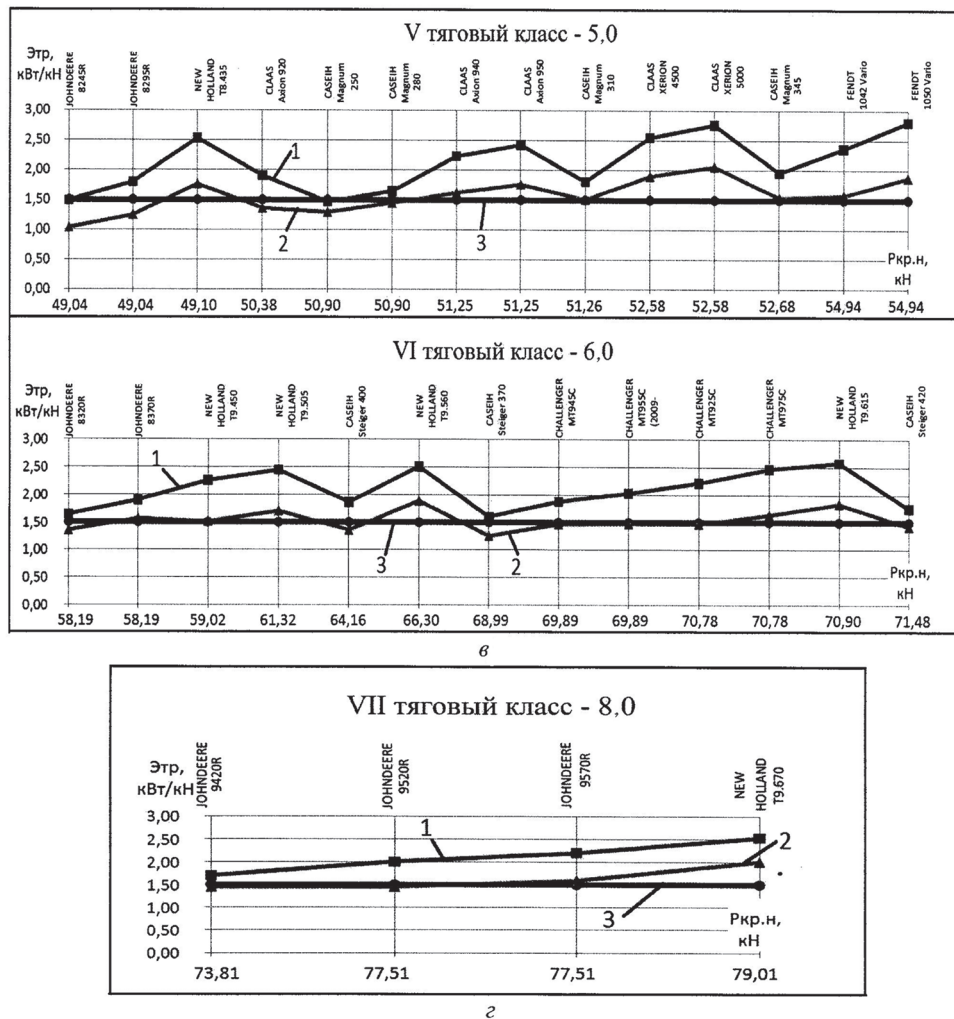 V тяговый класс - 5,0
Этр,
кВт/кН
JOHNDEERE
8245R
JOHNDEERE
8295R
NEW
HOLLAND
T8.435
CLAAS
Axion 920
CASEIH
Magnum
250
CASEIH
Magnum
280
CLAAS
Axion 940
CLAAS
Axion 950
CASEIH
Magnum
310
CLAAS
XERION
4500
CLAAS
XERION
5000
CASEIH
Magnum
345
FENDT
1042 Vario
FENDT
1050 Vario
3,00
2,50
2,00
1,50
1,00
0,50
0,00
1
2
3
Ркр.н,
кН
49,04 49,04 49,10 50,38 50,90 50,90 51,25 51,25 51,26 52,58 52,58 52,68 54,94 54,94
VI тяговый класс - 6,0
Этр,
кВт/кН
JOHNDEERE
8320R
JOHNDEERE
8370R
NEW
HOLLAND
T9.450
NEW
HOLLAND
T9.505
CASEIH
Steiger 400
NEW
HOLLAND
T9.560
CASEIH
Steiger 370
CHALLENGER
MT945C
CHALLENGER
MT955C
(2009-
CHALLENGER
MT925C
CHALLENGER
MT975C
NEW
HOLLAND
T9.615
CASEIH
Steiger 420
3,00
2,50
2,00
1,50
1,00
0,50
0,00
1
3
2
Ркр.н,
кН
58,19 58,19 59,02 61,32 64,16 66,30 68,99 69,89 69,89 70,78 70,78 70,90 71,48
в
VII тяговый класс - 8,0
Этр,
кВт/кН
JOHNDEERE
9420R
JOHNDEERE
9520R
JOHNDEERE
9570R
NEW
HOLLAND
T9.670
3,00
2,50
2,00
1,50
1,00
0,50
0,00
1
2
3
Ркр.н,
кН
73,81 77,51 77,51 79,01
г